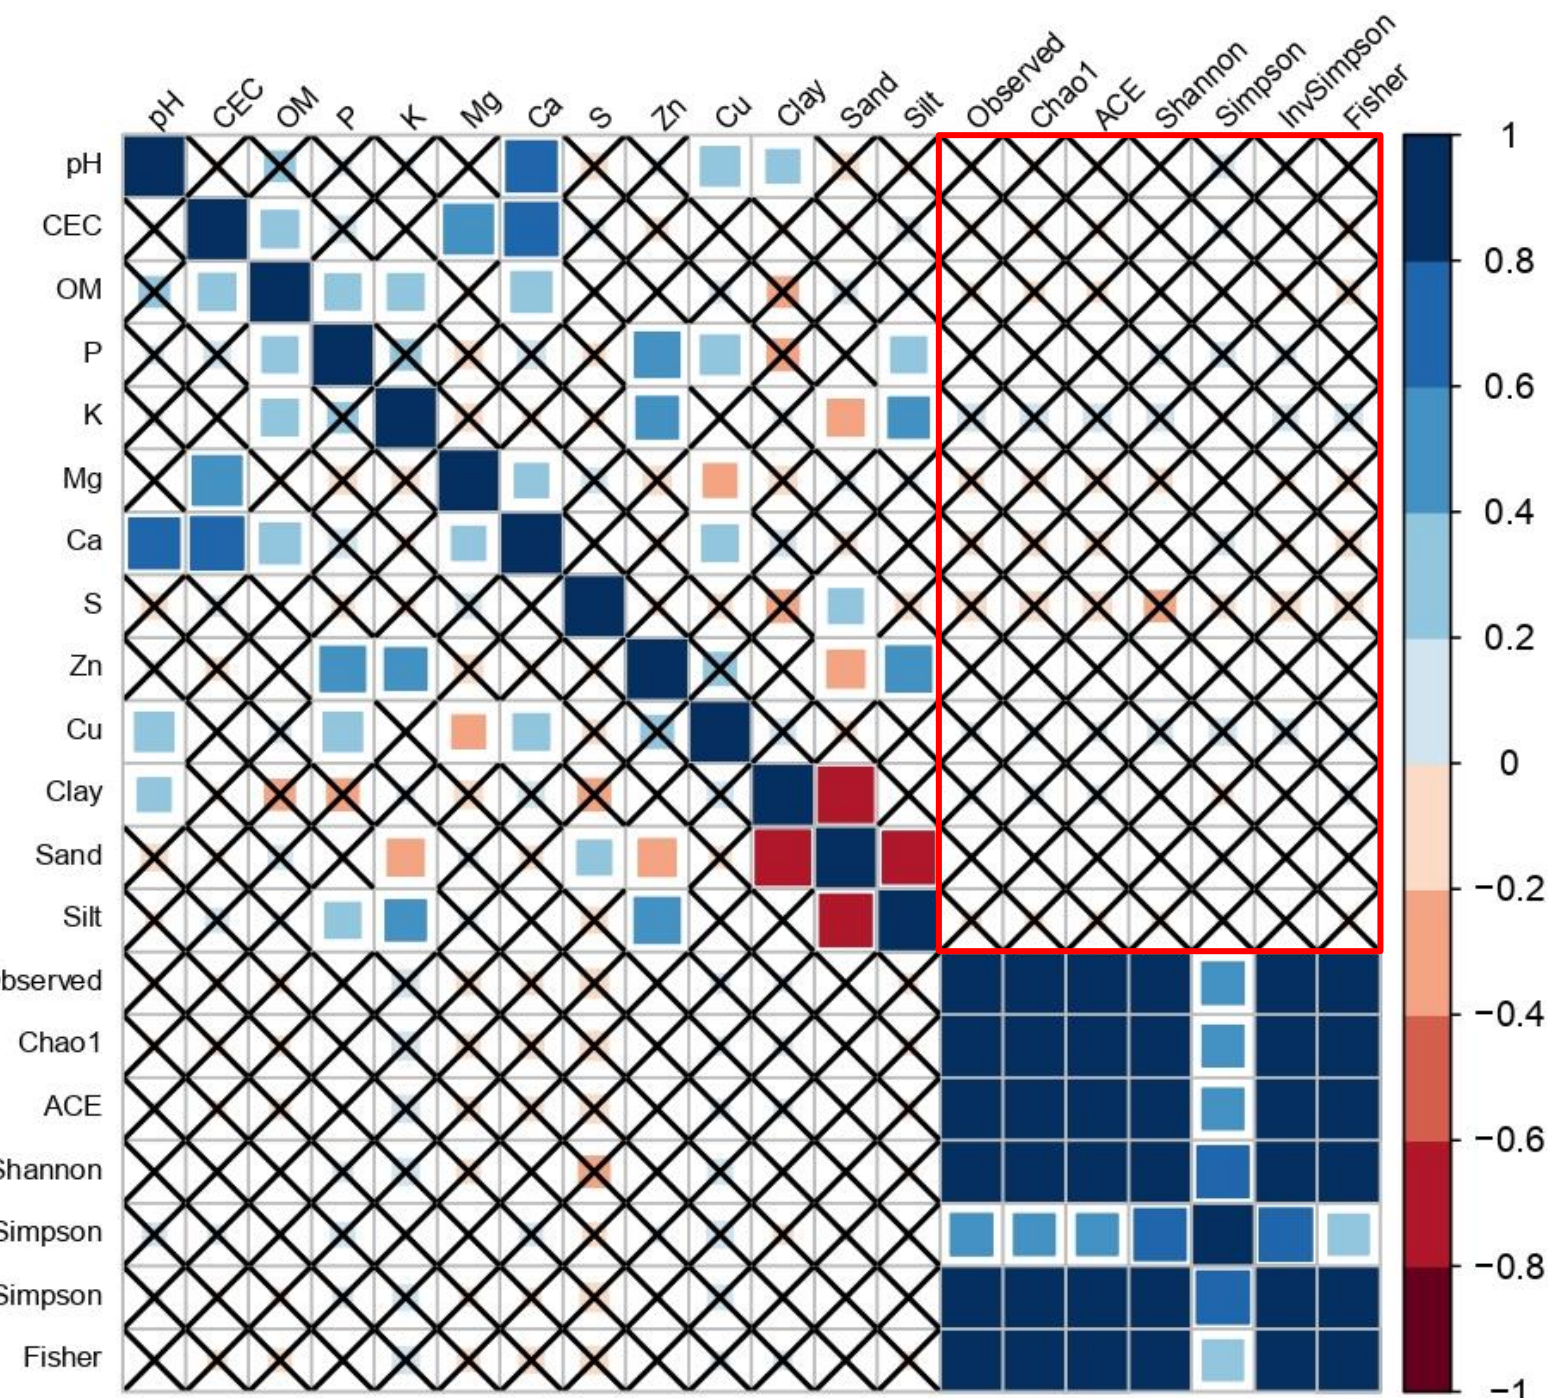 pH CEC OM P K Mg Ca S Zn Cu Clay Sand Silt Observed Chao1 ACE Shannon Simpson InvSimpson Fisher
pH
CEC
OM
P
K
Mg
Ca
S
Zn
Cu
Clay
Sand
Silt
bserved
Chao1
ACE
Shannon
Simpson
Simpson
Fisher
1
0.8
0.6
0.4
0.2
0
−0.2
−0.4
−0.6
−0.8
−1